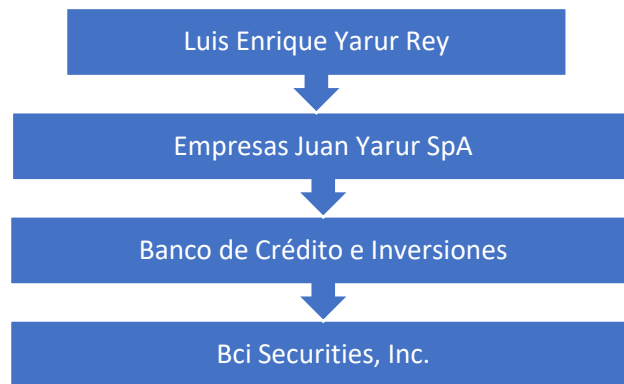 Luis Enrique Yarur Rey
Empresas Juan Yarur SpA
Banco de Crédito e Inversiones
Bci Securities, Inc.